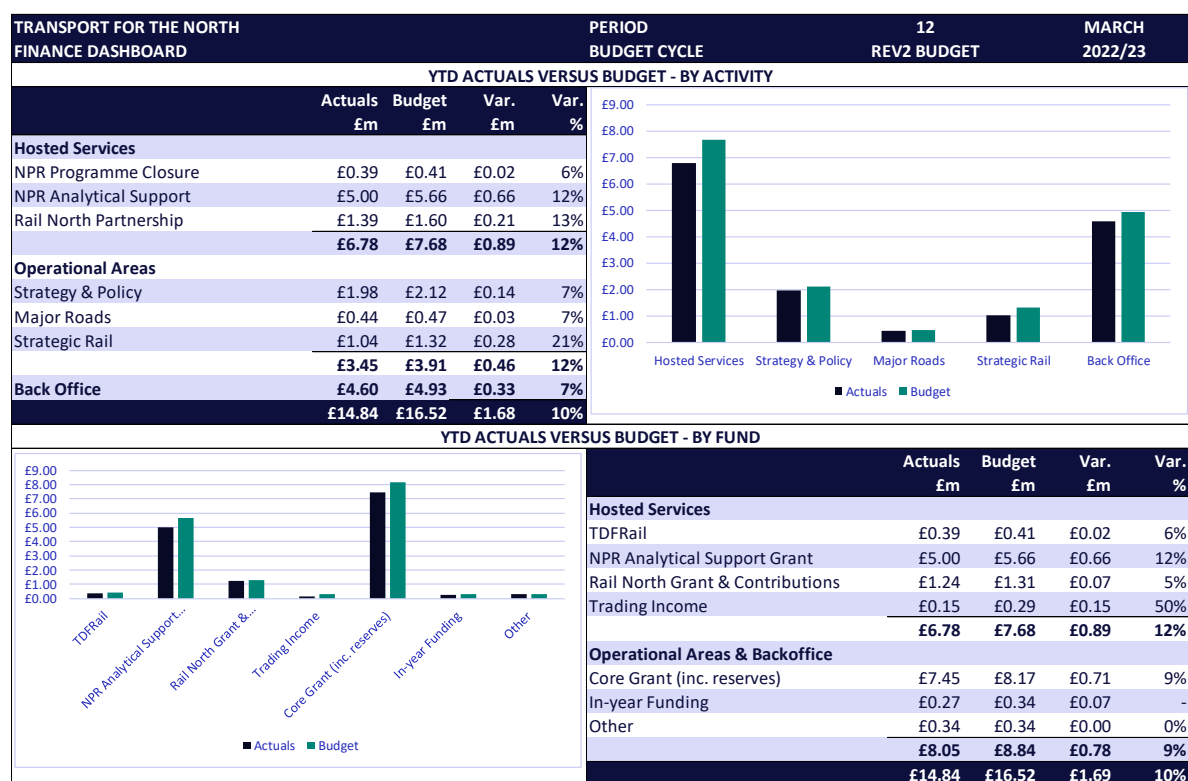 TRANSPORT FOR THE NORTH PERIOD 12 MARCH
FINANCE DASHBOARD BUDGET CYCLE REV2 BUDGET 2022/23
YTD ACTUALS VERSUS BUDGET - BY ACTIVITY
Actuals Budget Var. Var.
£m £m £m %
Hosted Services
NPR Programme Closure £0.39 £0.41 £0.02 6%
NPR Analytical Support £5.00 £5.66 £0.66 12%
Rail North Partnership £1.39 £1.60 £0.21 13%
£6.78 £7.68 £0.89 12%
Operational Areas
Strategy & Policy £1.98 £2.12 £0.14 7%
Major Roads £0.44 £0.47 £0.03 7%
Strategic Rail £1.04 £1.32 £0.28 21%
£3.45 £3.91 £0.46 12%
Back Office £4.60 £4.93 £0.33 7%
£14.84 £16.52 £1.68 10%
£9.00
£8.00
£7.00
£6.00
£5.00
£4.00
£3.00
£2.00
£1.00
£0.00
Hosted Services Strategy & Policy Major Roads Strategic Rail Back Office
Actuals Budget
YTD ACTUALS VERSUS BUDGET - BY FUND
£9.00
£8.00
£7.00
£6.00
£5.00
£4.00
£3.00
£2.00
£1.00
£0.00
TDFRail
NPR Analytical Support...
Rail North Grant &...
Trading Income
Core Grant (inc. reserves)
In-year Funding
Other
Actuals Budget
Actuals Budget Var. Var.
£m £m £m %
Hosted Services
TDFRail £0.39 £0.41 £0.02 6%
NPR Analytical Support Grant £5.00 £5.66 £0.66 12%
Rail North Grant & Contributions £1.24 £1.31 £0.07 5%
Trading Income £0.15 £0.29 £0.15 50%
£6.78 £7.68 £0.89 12%
Operational Areas & Backoffice
Core Grant (inc. reserves) £7.45 £8.17 £0.71 9%
In-year Funding £0.27 £0.34 £0.07 -
Other £0.34 £0.34 £0.00 0%
£8.05 £8.84 £0.78 9%
£14.84 £16.52 £1.69 10%